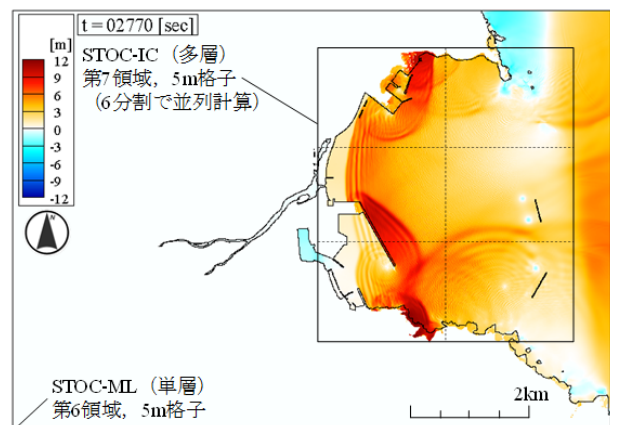 t = 02770 [sec]
[m]
12
9
6
3
0
-3
-6
-9
-12
N
STOC-IC（多層）
第7領域，5m格子
（6分割で並列計算）
STOC-ML（単層）
第6領域，5m格子
2km